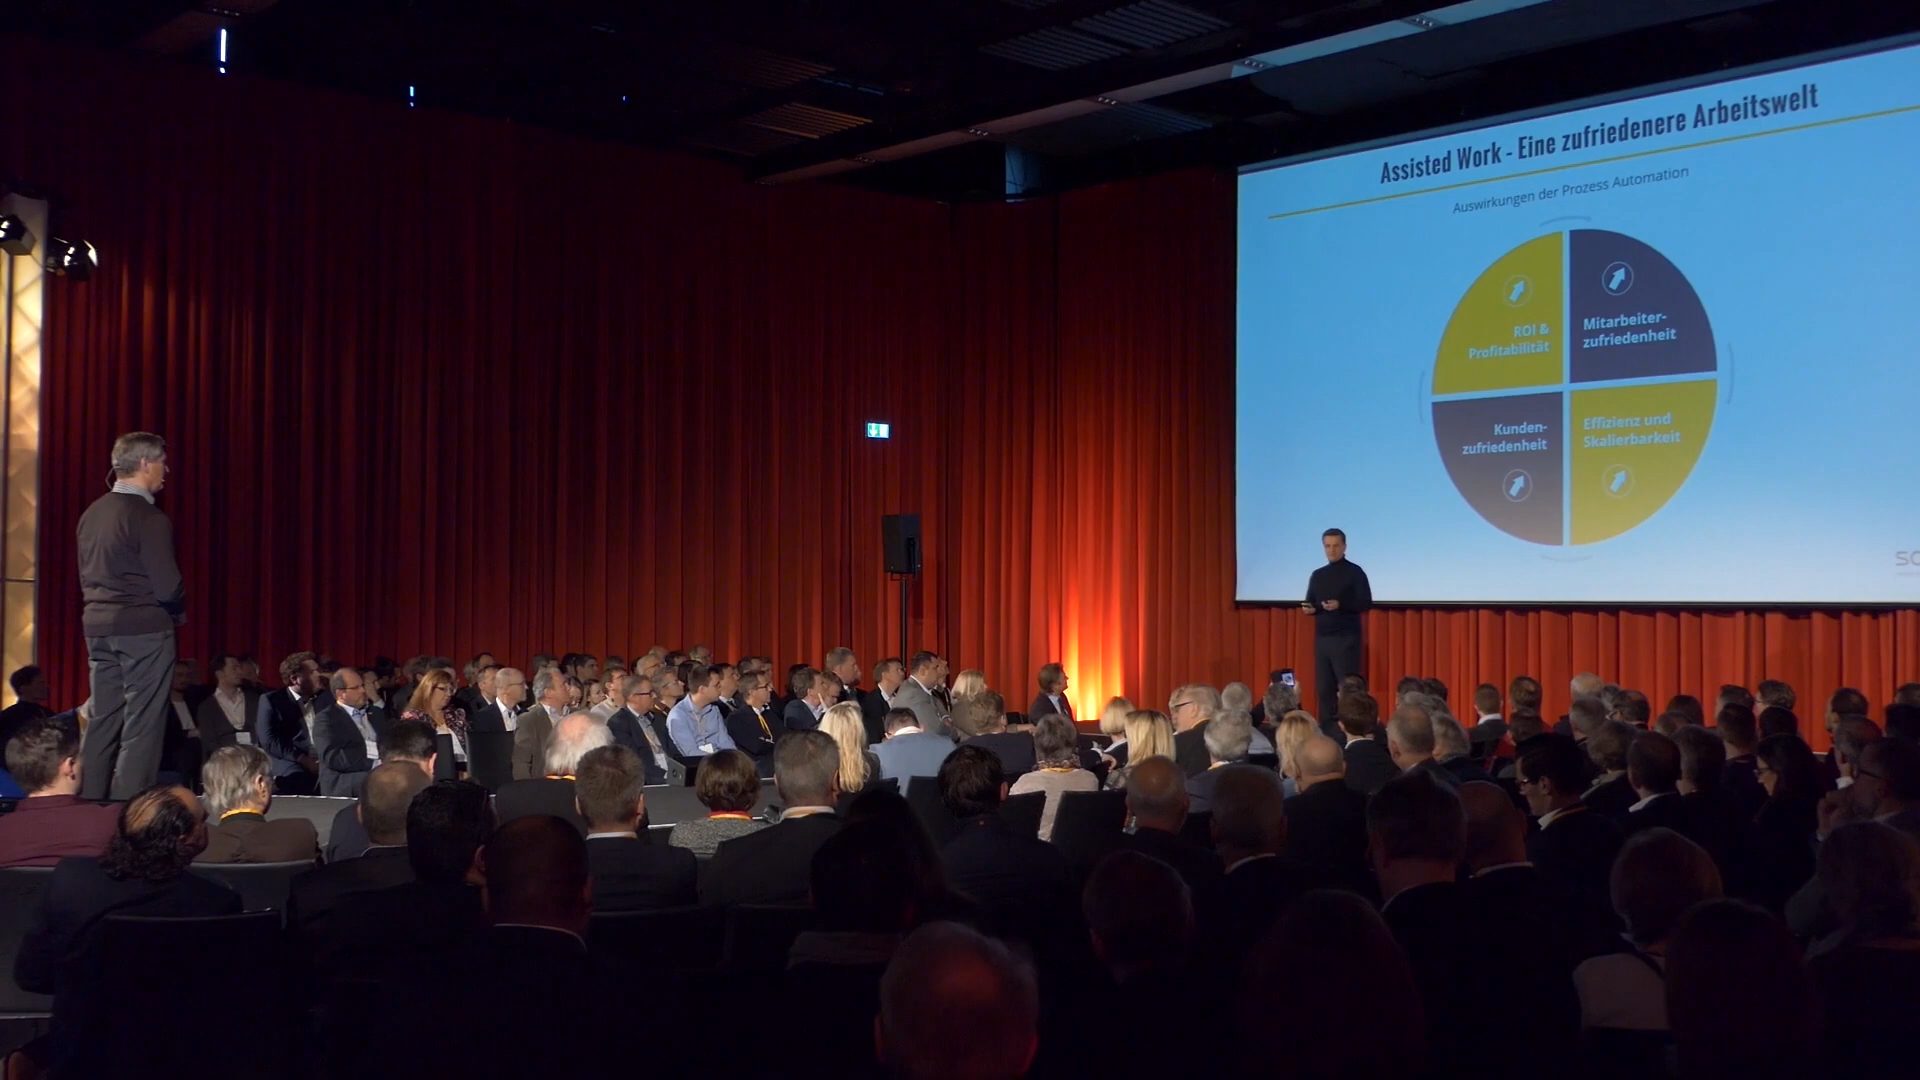 Assisted Work - Eine zufriedenere Arbeitswelt
Auswirkungen der Prozess Automation
ROI &
Profitabilität
Mitarbeiter-
zufriedenheit
Kunden-
zufriedenheit
Effizienz und
Skalierbarkeit